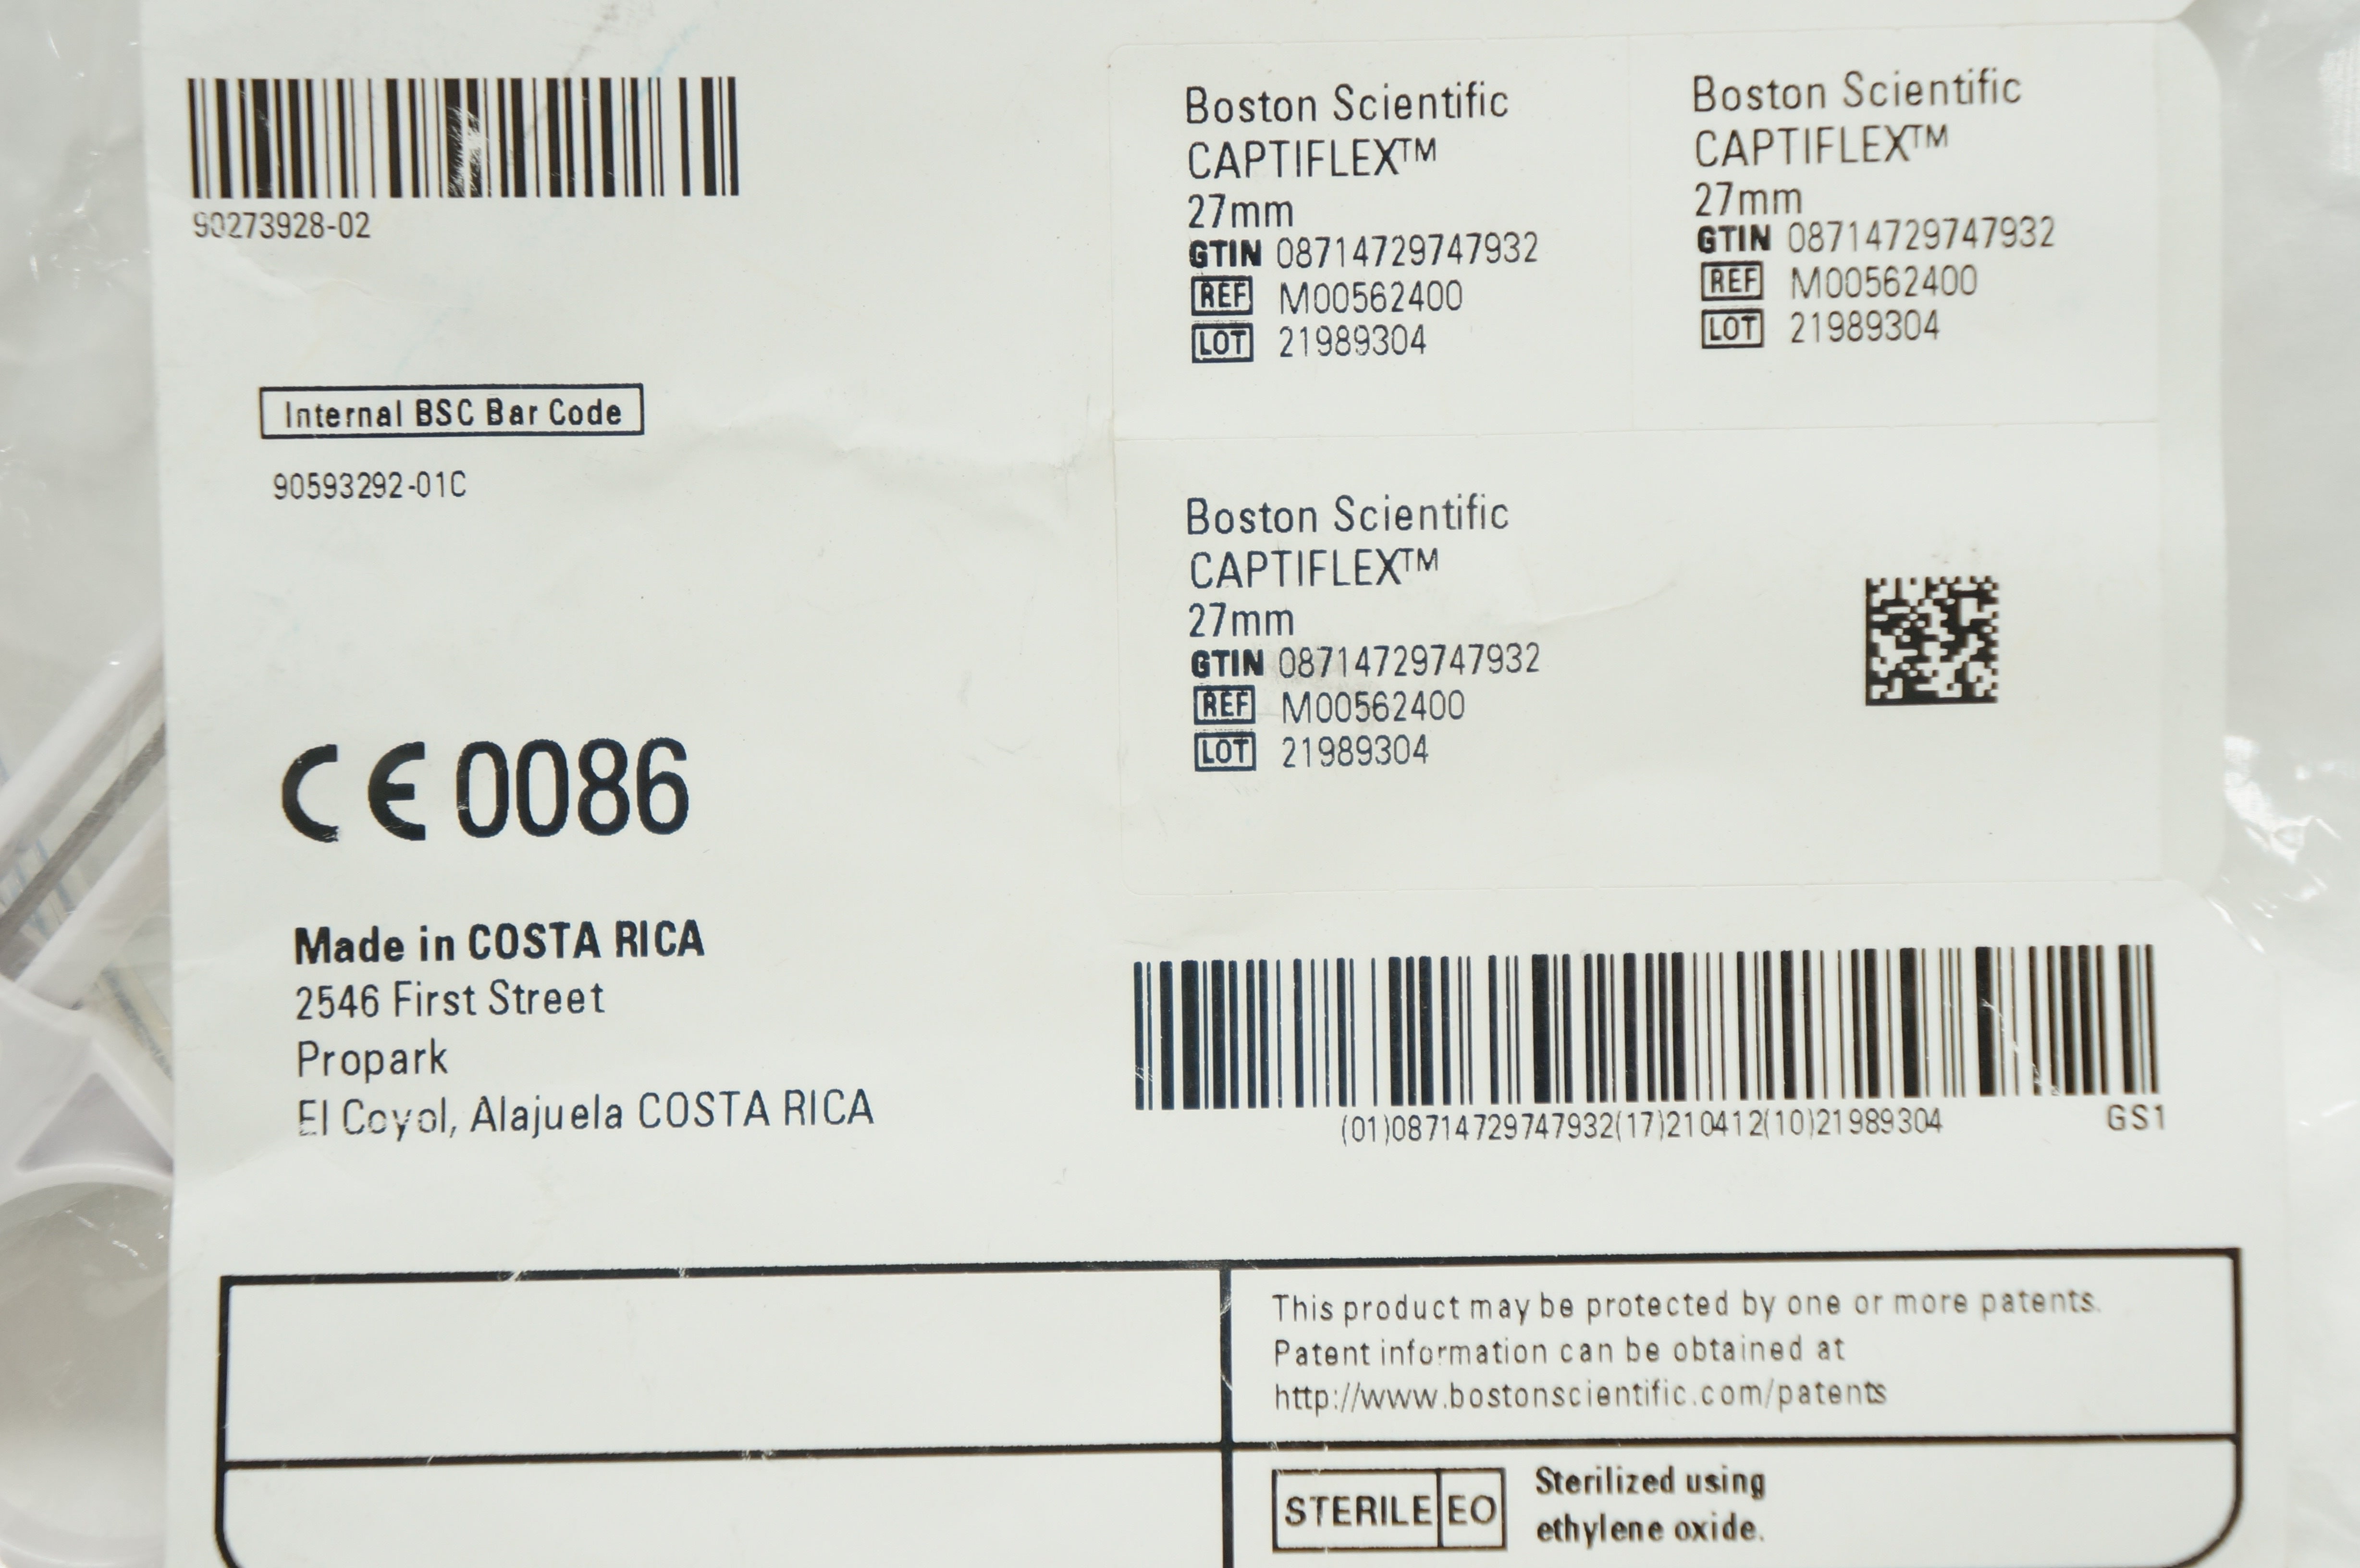 90273928-02
Internal BSC Bar Code
90593292-01C
CE 0086
Made in COSTA RICA
2546 First Street
Propark
El Coyol, Alajuela COSTA RICA
Boston Scientific
CAPTIFLEX™
27mm
GTIN 08714729747932
REF M00562400
LOT 21989304
Boston Scientific
CAPTIFLEX™
27mm
GTIN 08714729747932
REF M00562400
LOT 21989304
Boston Scientific
CAPTIFLEX™
27mm
GTIN 08714729747932
REF M00562400
LOT 21989304
(01)08714729747932(17)210412(10)21989304 GS1
This product may be protected by one or more patents.
Patent information can be obtained at
http://www.bostonscientific.com/patents
STERILE EO
Sterilized using
ethylene oxide.